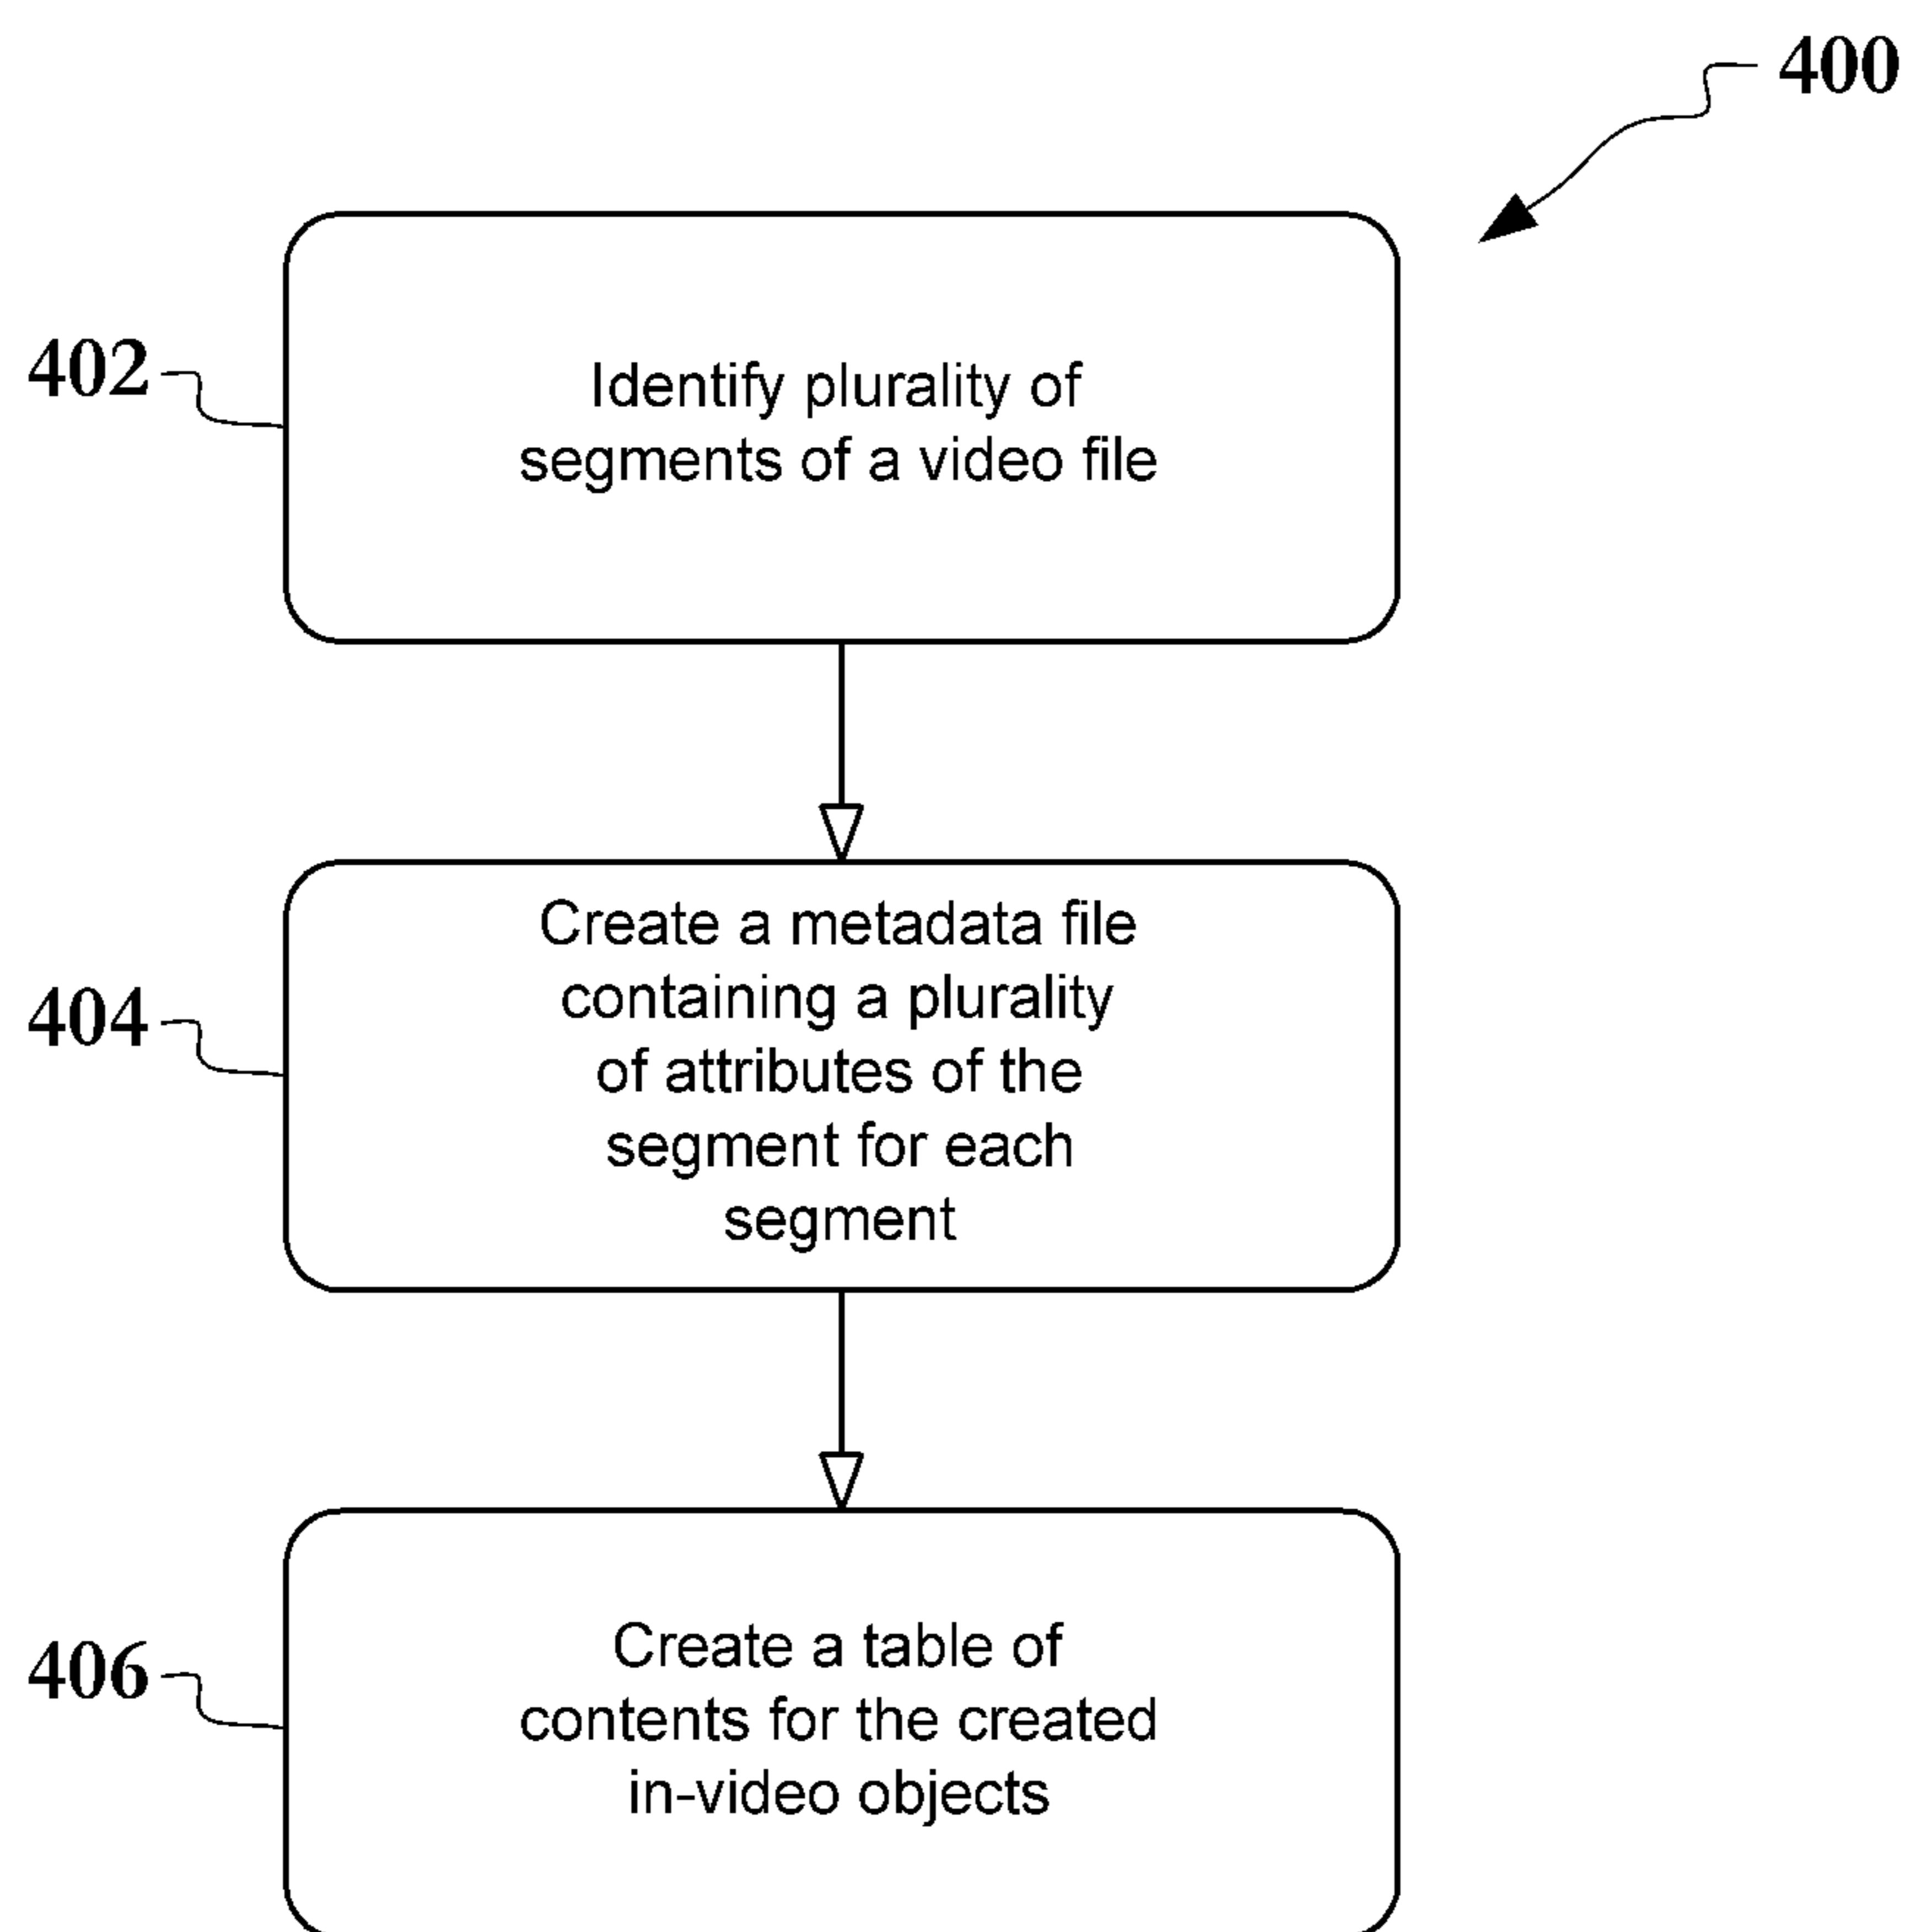 400
402
Identify plurality of
segments of a video file
404
Create a metadata file
containing a plurality
of attributes of the
segment for each
segment
406
Create a table of
contents for the created
in-video objects